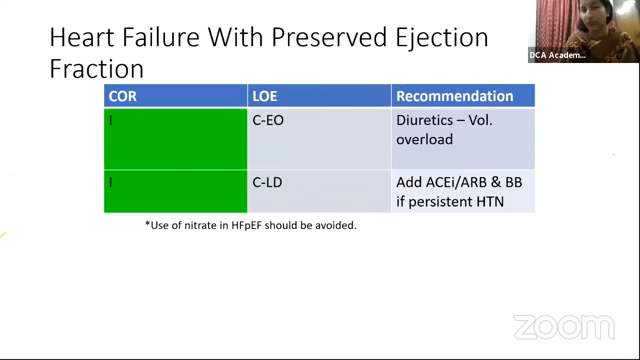 Heart Failure With Preserved Ejection
Fraction
DCA Academ...
COR LOE Recommendation
I C-EO Diuretics – Vol.
overload
I C-LD Add ACEi/ARB & BB
if persistent HTN
*Use of nitrate in HFpEF should be avoided.
zoom